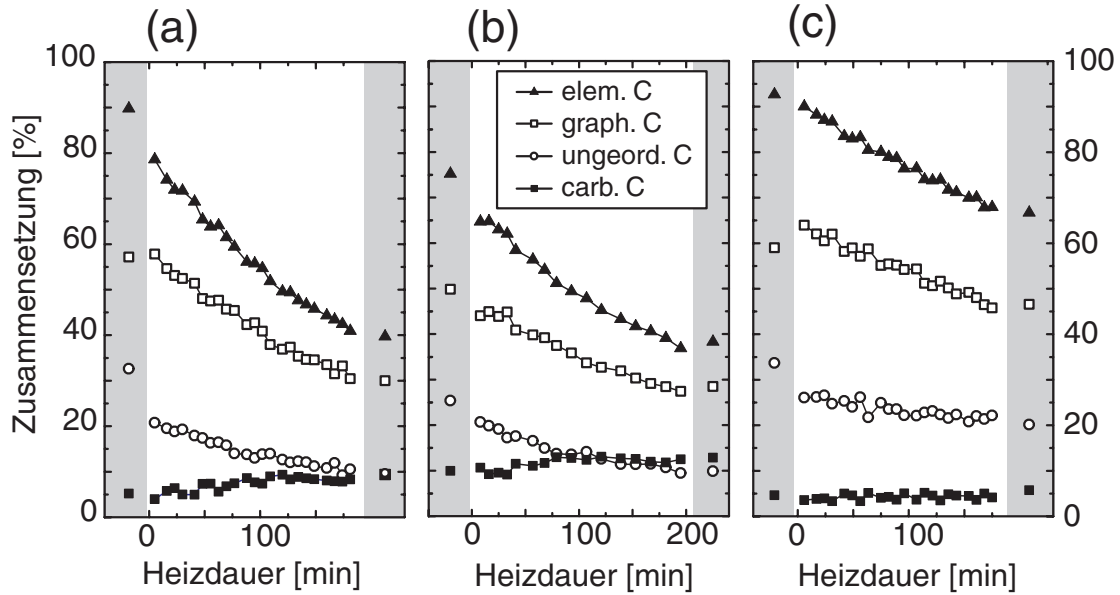 (a)
(b)
(c)
Zusammensetzung [%]
100
80
60
40
20
0
elem. C
graph. C
ungeord. C
carb. C
100
80
60
40
20
0
0 100
0 100 200
0 100
Heizdauer [min]
Heizdauer [min]
Heizdauer [min]